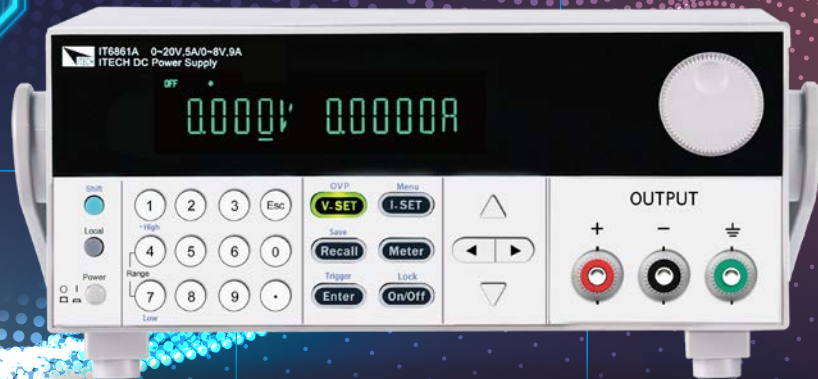 IT6861A 0~20V,5A/0~8V,9A
ITECH ITECH DC Power Supply
OFF *
0.000V 0.0000A
Shift
Local
Power
O I
1 2 3 Esc
High
4 5 6 0
Range
7 8 9 .
Low
OVP Menu
V-SET I-SET
Save
Recall Meter
Trigger Lock
Enter On/Off
OUTPUT
+ −